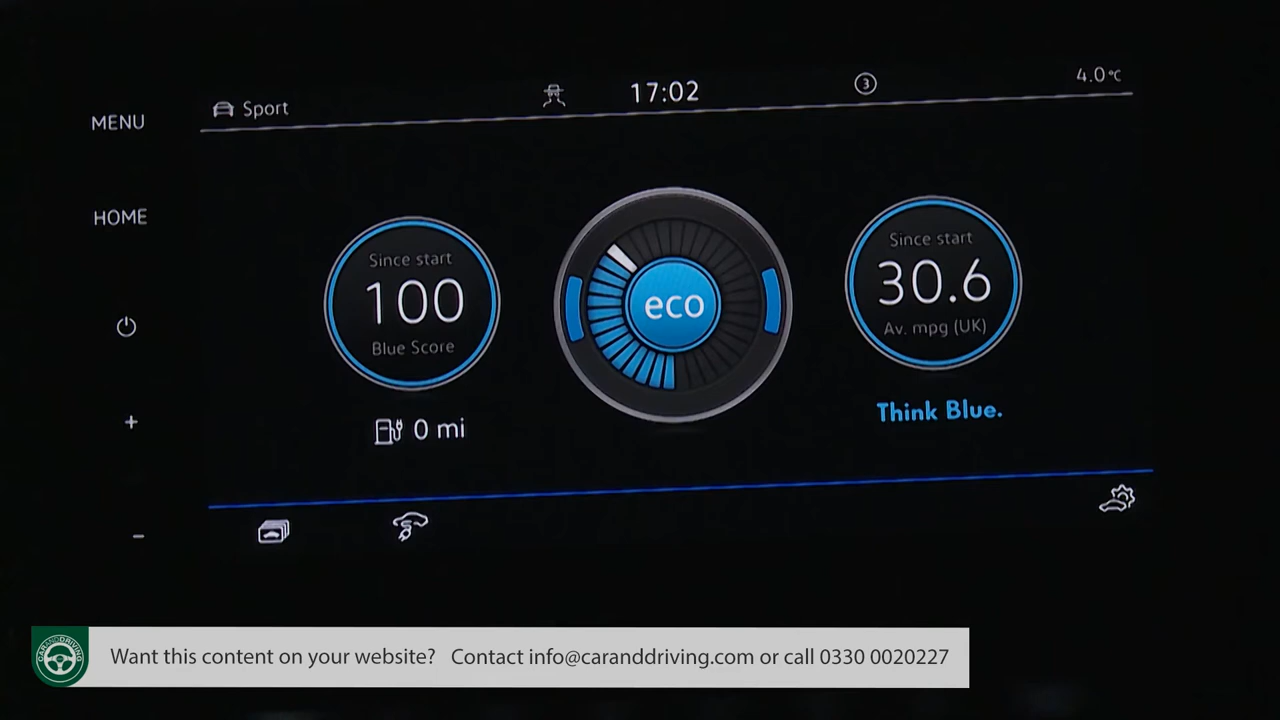 MENU
HOME
+
−
Sport
17:02
3
4.0°C
Since start
100
Blue Score
0 mi
eco
Since start
30.6
Av. mpg (UK)
Think Blue.
CARANDDRIVING
Want this content on your website? Contact info@caranddriving.com or call 0330 0020227